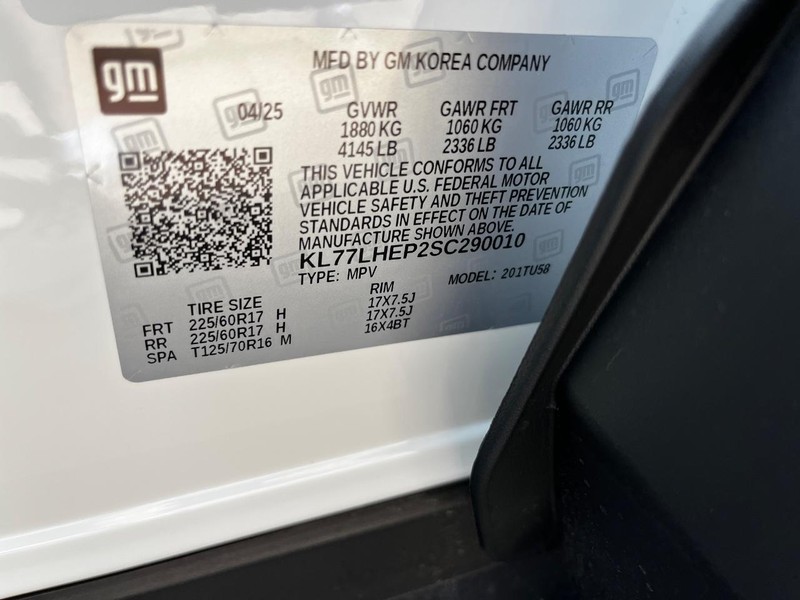 gm
MFD BY GM KOREA COMPANY
04/25 GVWR GAWR FRT GAWR RR
1880 KG 1060 KG 1060 KG
4145 LB 2336 LB 2336 LB
THIS VEHICLE CONFORMS TO ALL
APPLICABLE U.S. FEDERAL MOTOR
VEHICLE SAFETY AND THEFT PREVENTION
STANDARDS IN EFFECT ON THE DATE OF
MANUFACTURE SHOWN ABOVE.
KL77LHEP2SC290010
TYPE: MPV MODEL: 201TU58
TIRE SIZE RIM
FRT 225/60R17 H 17X7.5J
RR 225/60R17 H 17X7.5J
SPA T125/70R16 M 16X4BT